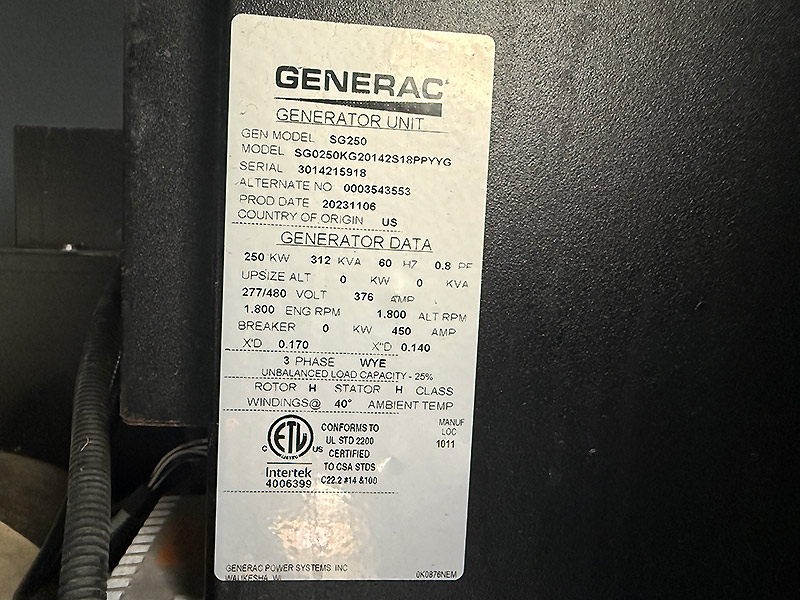 GENERAC
GENERATOR UNIT
GEN MODEL SG250
MODEL SG0250KG20142S18PPYYG
SERIAL 3014215918
ALTERNATE NO 0003543553
PROD DATE 20231106
COUNTRY OF ORIGIN US
GENERATOR DATA
250 KW 312 KVA 60 HZ 0.8 PF
UPSIZE ALT 0 KW 0 KVA
277/480 VOLT 376 AMP
1.800 ENG RPM 1.800 ALT RPM
BREAKER 0 KW 450 AMP
X'D 0.170 X"D 0.140
3 PHASE WYE
UNBALANCED LOAD CAPACITY - 25%
ROTOR H STATOR H CLASS
WINDINGS@ 40° AMBIENT TEMP
MANUF
LOC
1011
C ETL US
LISTED
Intertek
4006399
CONFORMS TO
UL STD 2200
CERTIFIED
TO CSA STDS
C22.2 #14 &100
GENERAC POWER SYSTEMS INC
WAUKESHA, WI
0K0876NEM